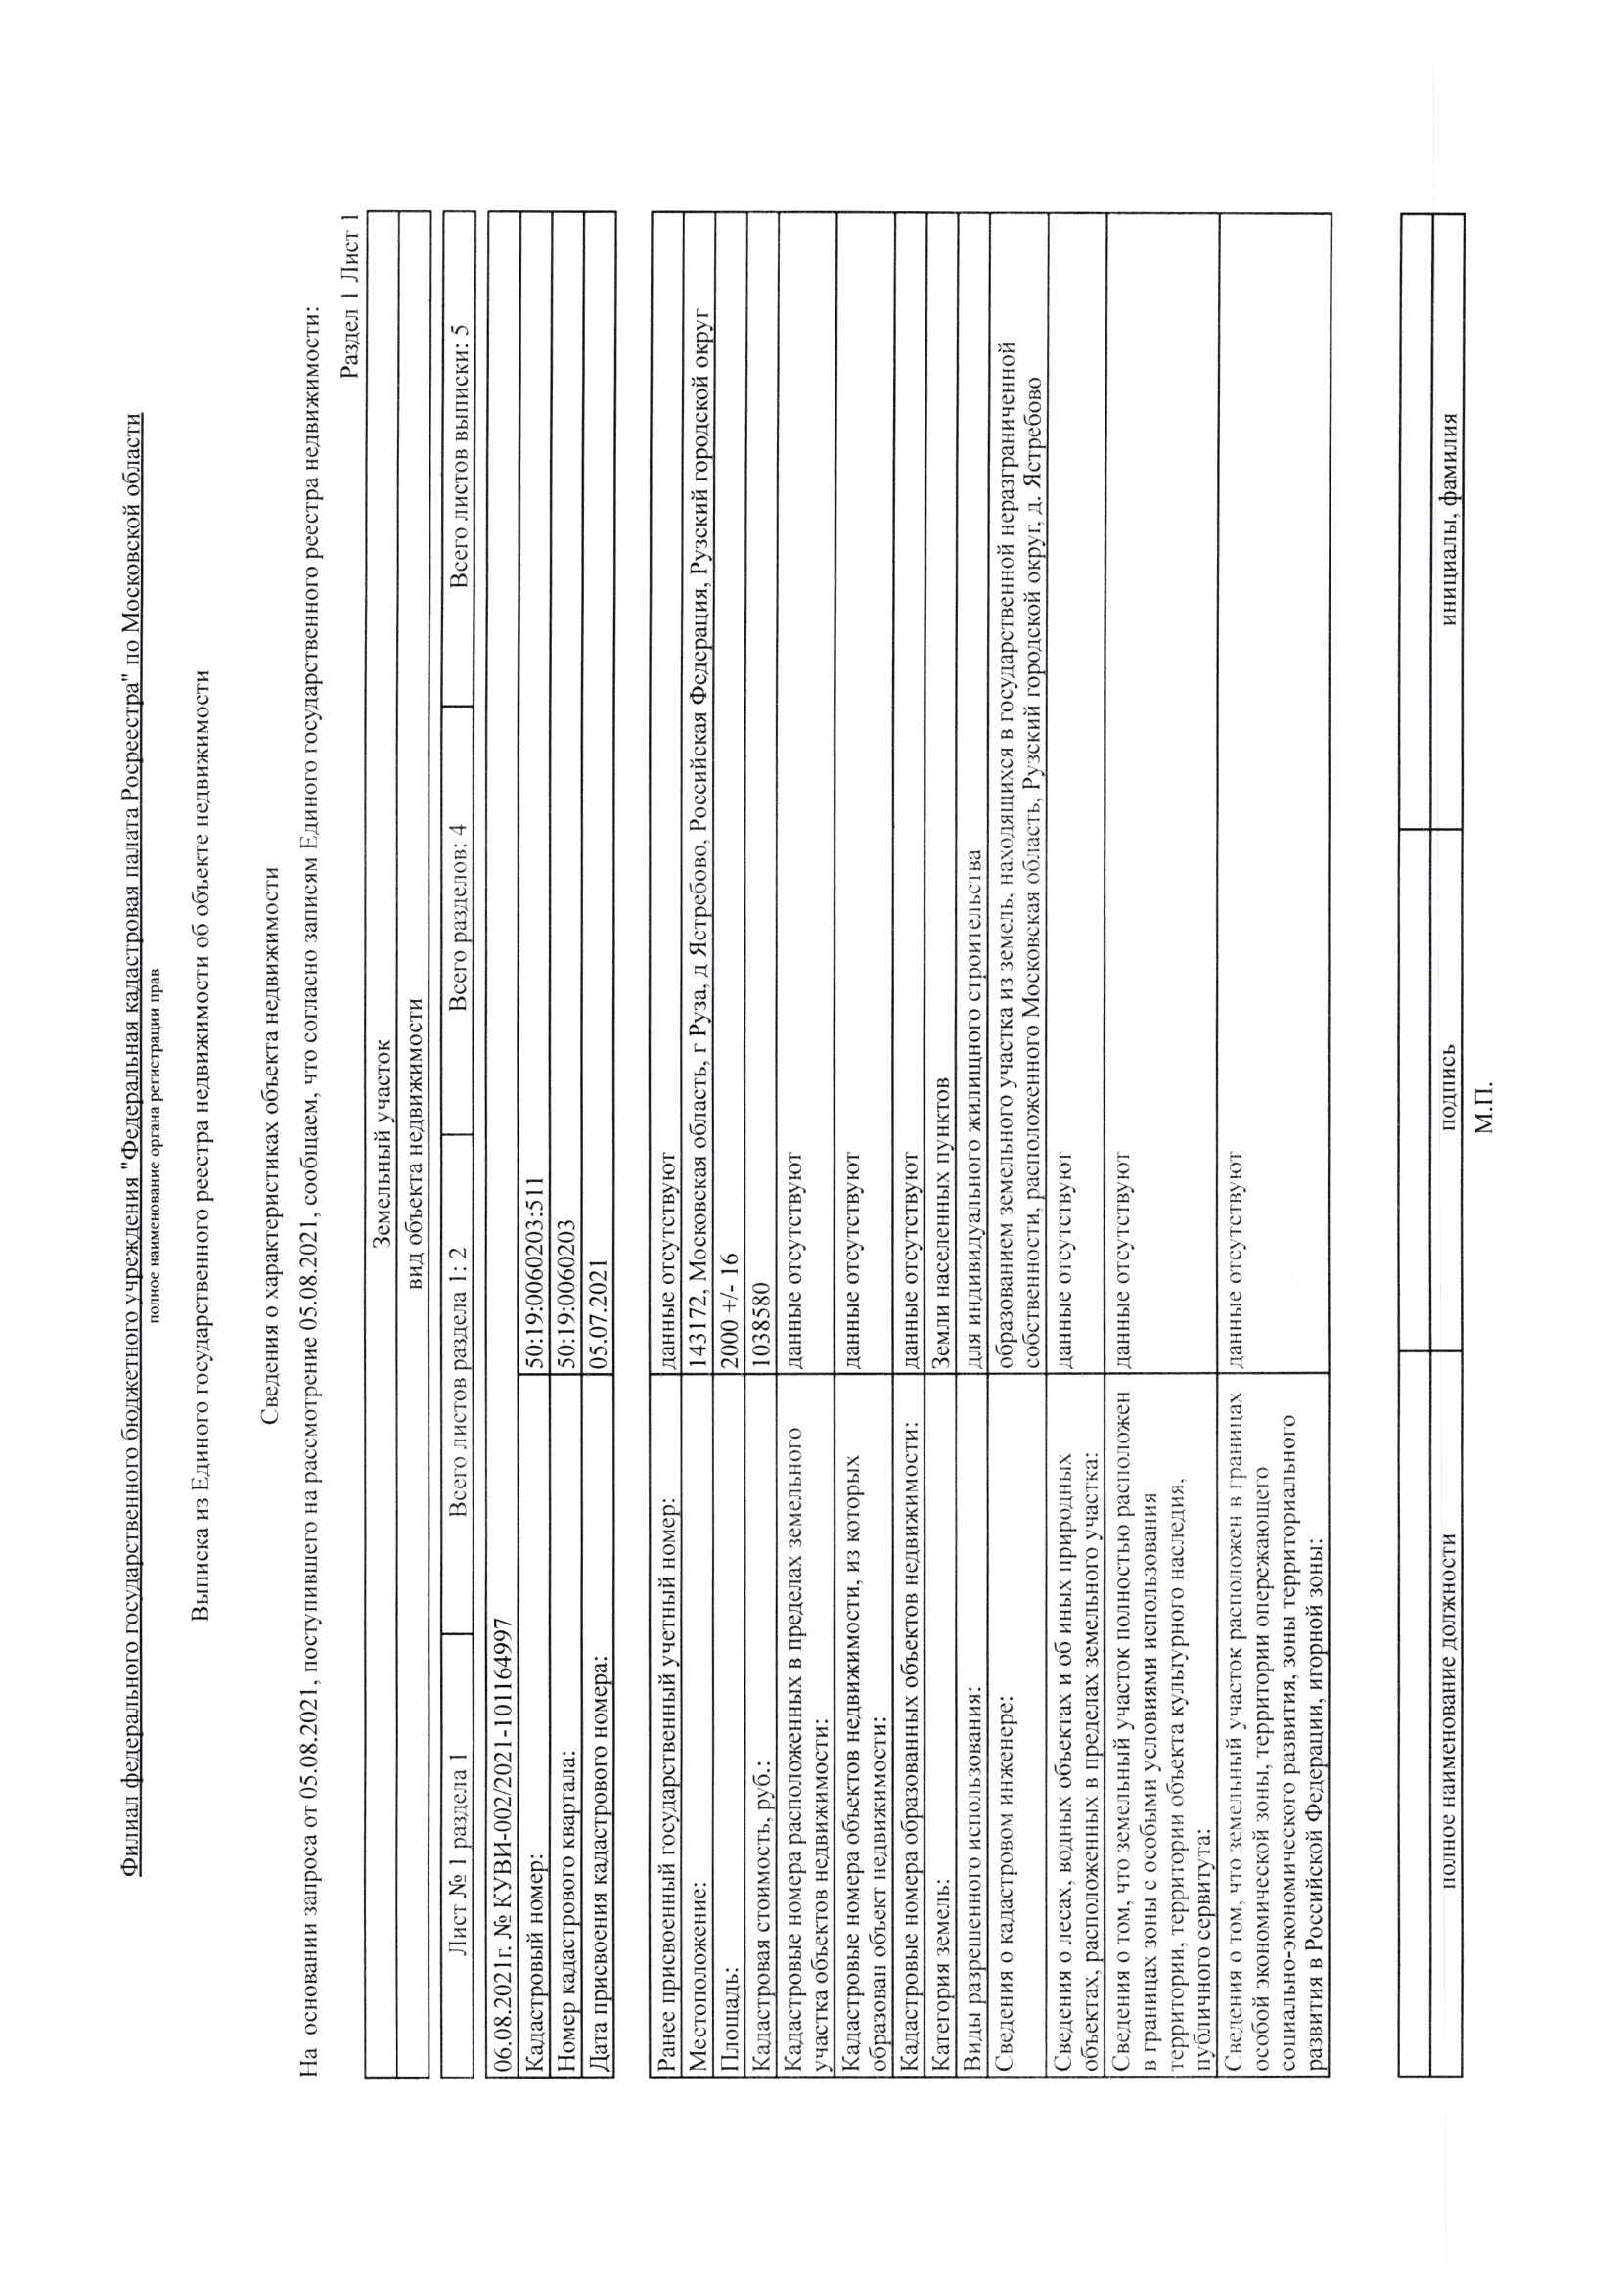 Филиал федерального государственного бюджетного учреждения "Федеральная кадастровая палата Росреестра" по Московской области
полное наименование органа регистрации прав
Выписка из Единого государственного реестра недвижимости об объекте недвижимости
Сведения о характеристиках объекта недвижимости
На основании запроса от 05.08.2021, поступившего на рассмотрение 05.08.2021, сообщаем, что согласно записям Единого государственного реестра недвижимости:
Раздел 1 Лист 1
Земельный участок
вид объекта недвижимости
Лист № 1 раздела 1 Всего листов раздела 1: 2 Всего разделов: 4 Всего листов выписки: 5
06.08.2021г. № КУВИ-002/2021-101164997
Кадастровый номер: 50:19:0060203:511
Номер кадастрового квартала: 50:19:0060203
Дата присвоения кадастрового номера: 05.07.2021
Ранее присвоенный государственный учетный номер: данные отсутствуют
Местоположение: 143172, Московская область, г Руза, д Ястребово, Российская Федерация, Рузский городской округ
Площадь: 2000 +/- 16
Кадастровая стоимость, руб.: 1038580
Кадастровые номера расположенных в пределах земельного данные отсутствуют
участка объектов недвижимости:
Кадастровые номера объектов недвижимости, из которых данные отсутствуют
образован объект недвижимости:
Кадастровые номера образованных объектов недвижимости: данные отсутствуют
Категория земель: Земли населенных пунктов
Виды разрешенного использования: для индивидуального жилищного строительства
Сведения о кадастровом инженере: образованием земельного участка из земель, находящихся в государственной неразграниченной
собственности, расположенного Московская область, Рузский городской округ, д. Ястребово
Сведения о лесах, водных объектах и об иных природных данные отсутствуют
объектах, расположенных в пределах земельного участка:
Сведения о том, что земельный участок полностью расположен данные отсутствуют
в границах зоны с особыми условиями использования
территории, территории объекта культурного наследия,
публичного сервитута:
Сведения о том, что земельный участок расположен в границах данные отсутствуют
особой экономической зоны, территории опережающего
социально-экономического развития, зоны территориального
развития в Российской Федерации, игорной зоны:
полное наименование должности подпись инициалы, фамилия
М.П.